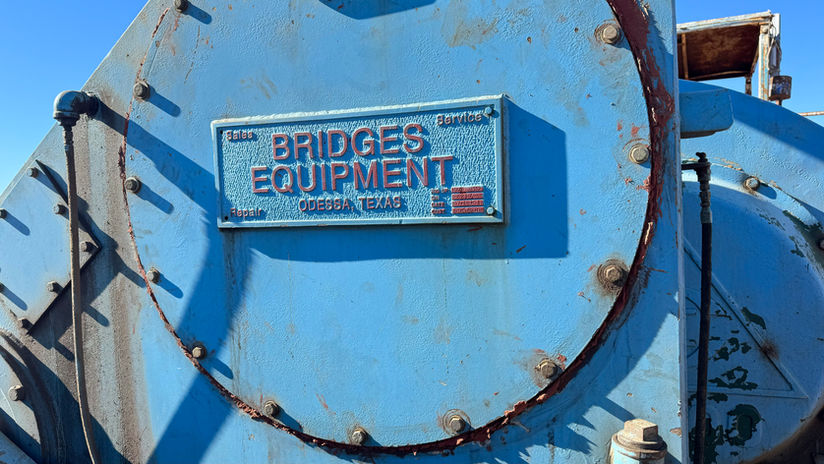 Sales Service
BRIDGES
EQUIPMENT
Repair ODESSA, TEXAS